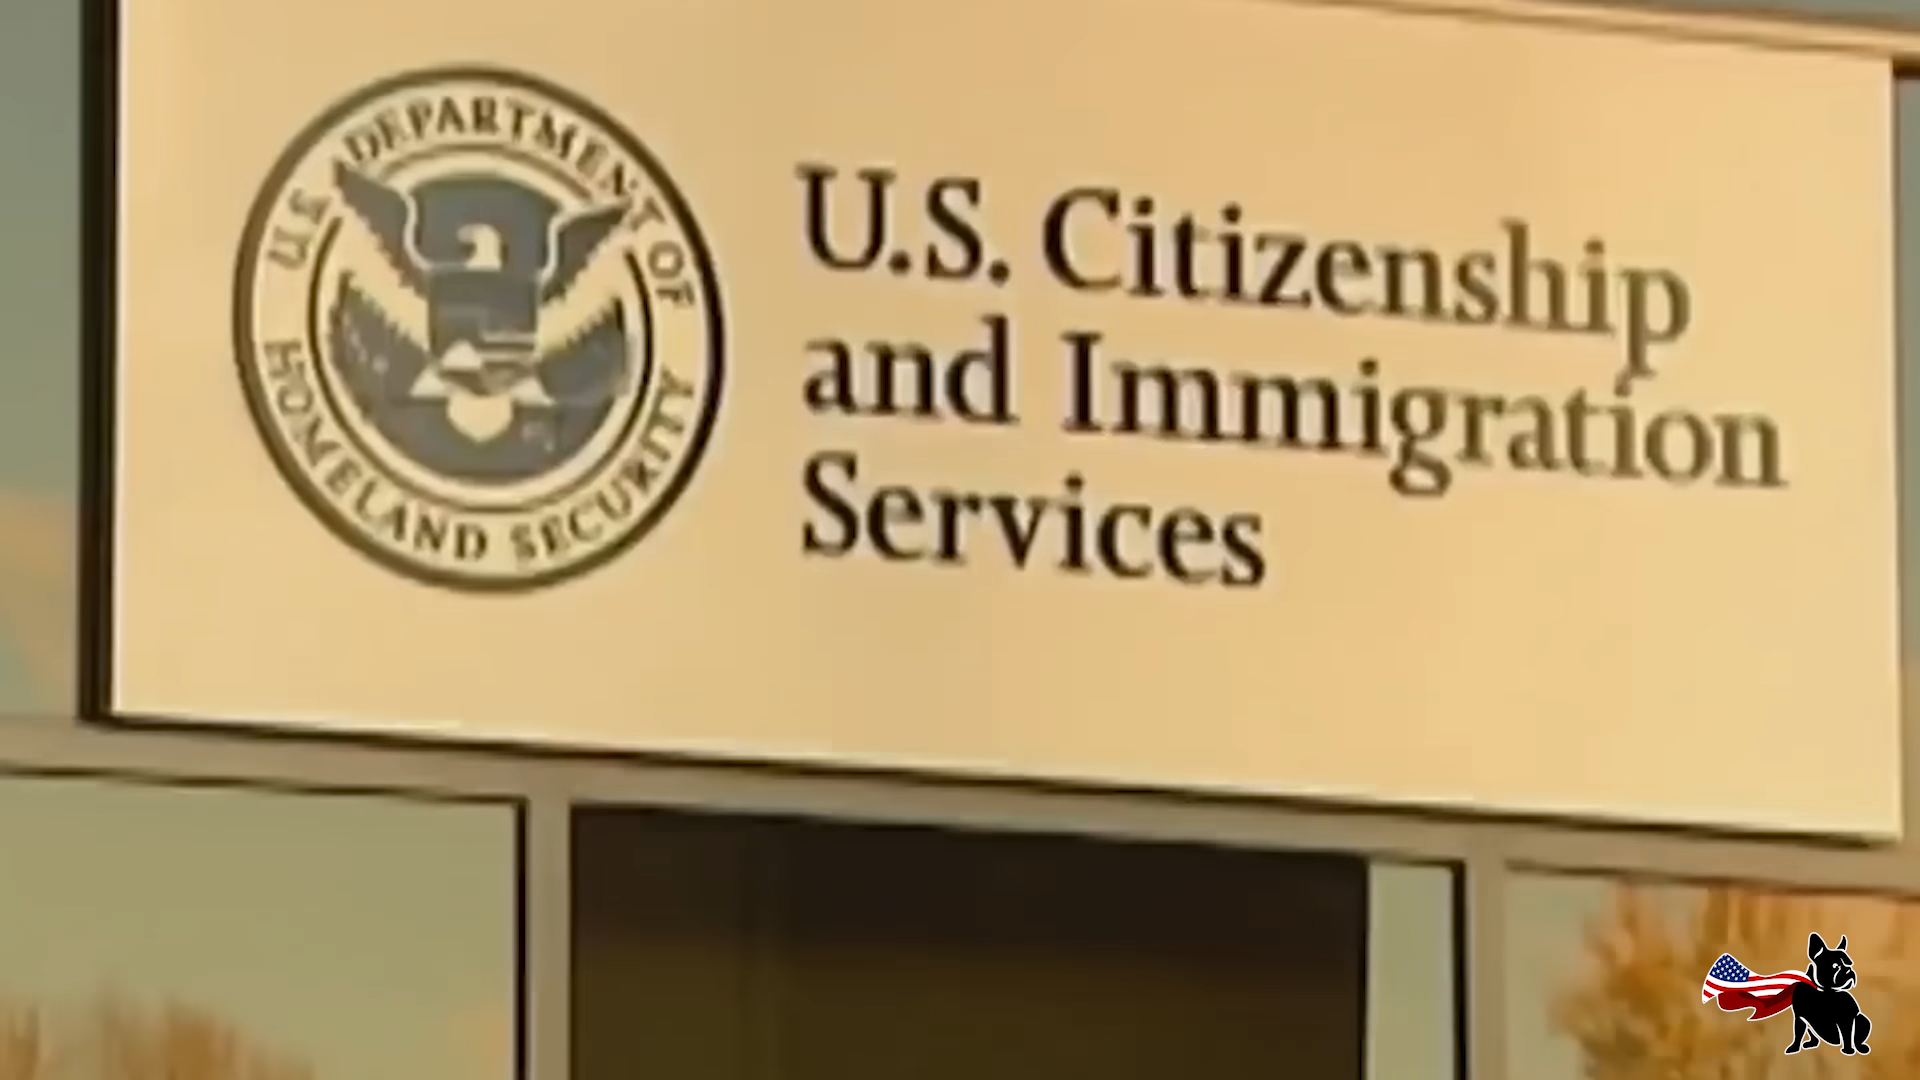 U.S. DEPARTMENT OF
HOMELAND SECURITY
U.S. Citizenship
and Immigration
Services